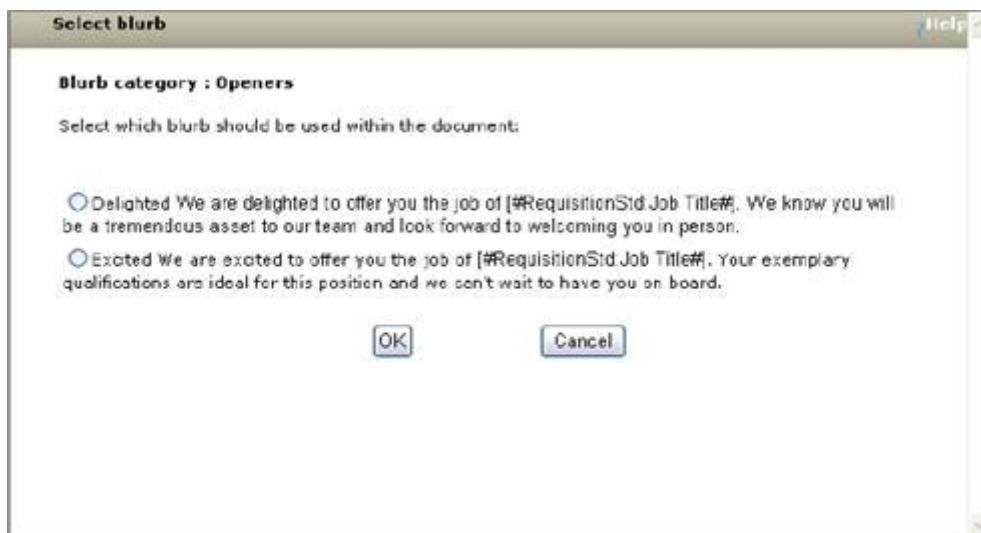 Select blurb
?Help
Blurb category : Openers
Select which blurb should be used within the document:
Delighted We are delighted to offer you the job of [#RequisitionStd.Job Title#]. We know you will
be a tremendous asset to our team and look forward to welcoming you in person.
Excited We are excited to offer you the job of [#RequisitionStd.Job Title#]. Your exemplary
qualifications are ideal for this position and we can't wait to have you on board.
OK
Cancel